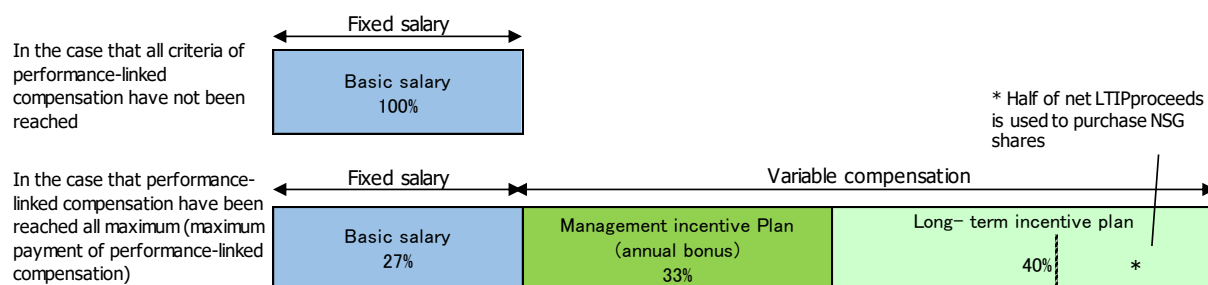 Fixed salary
In the case that all criteria of
performance-linked
compensation have not been
reached
Basic salary
100%
* Half of net LTIPproceeds
is used to purchase NSG
shares
In the case that performance-
linked compensation have been
reached all maximum (maximum
payment of performance-linked
compensation)
Fixed salary
Variable compensation
Basic salary
27%
Management incentive Plan
(annual bonus)
33%
Long- term incentive plan
40%
*